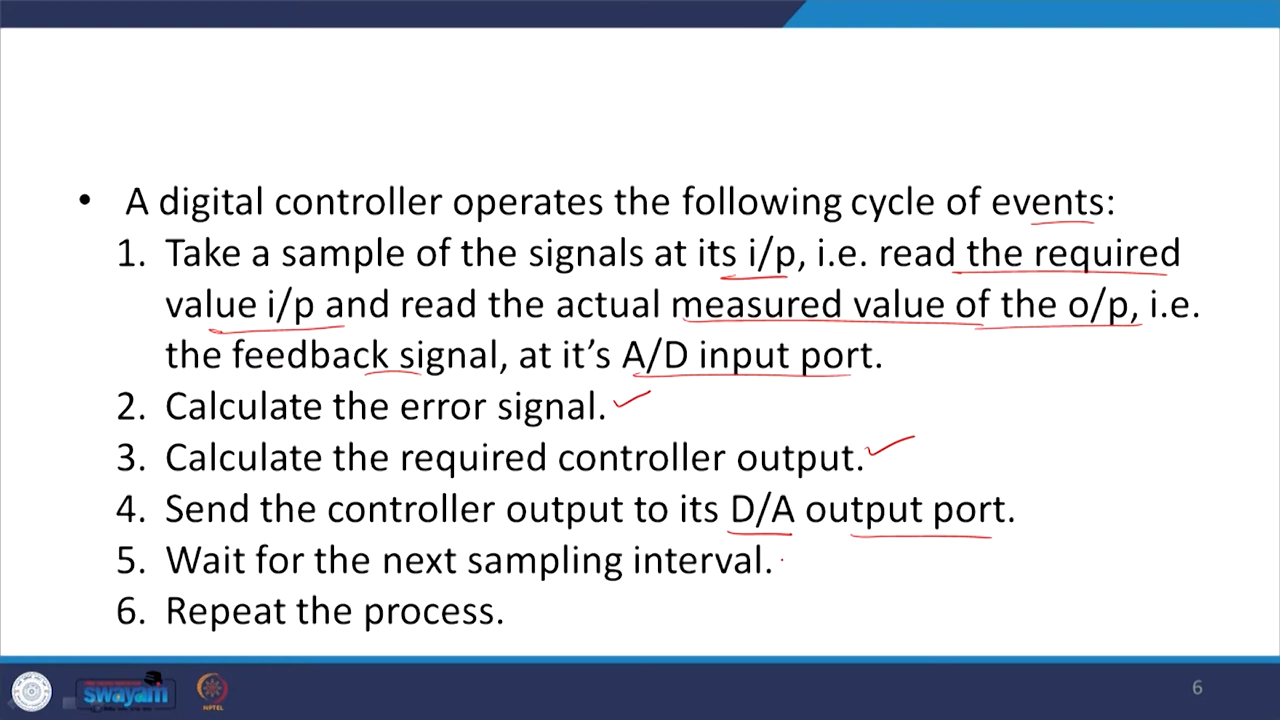 • A digital controller operates the following cycle of events:
1. Take a sample of the signals at its i/p, i.e. read the required
value i/p and read the actual measured value of the o/p, i.e.
the feedback signal, at it’s A/D input port.
2. Calculate the error signal.
3. Calculate the required controller output.
4. Send the controller output to its D/A output port.
5. Wait for the next sampling interval.
6. Repeat the process.
swayam
NPTEL
6